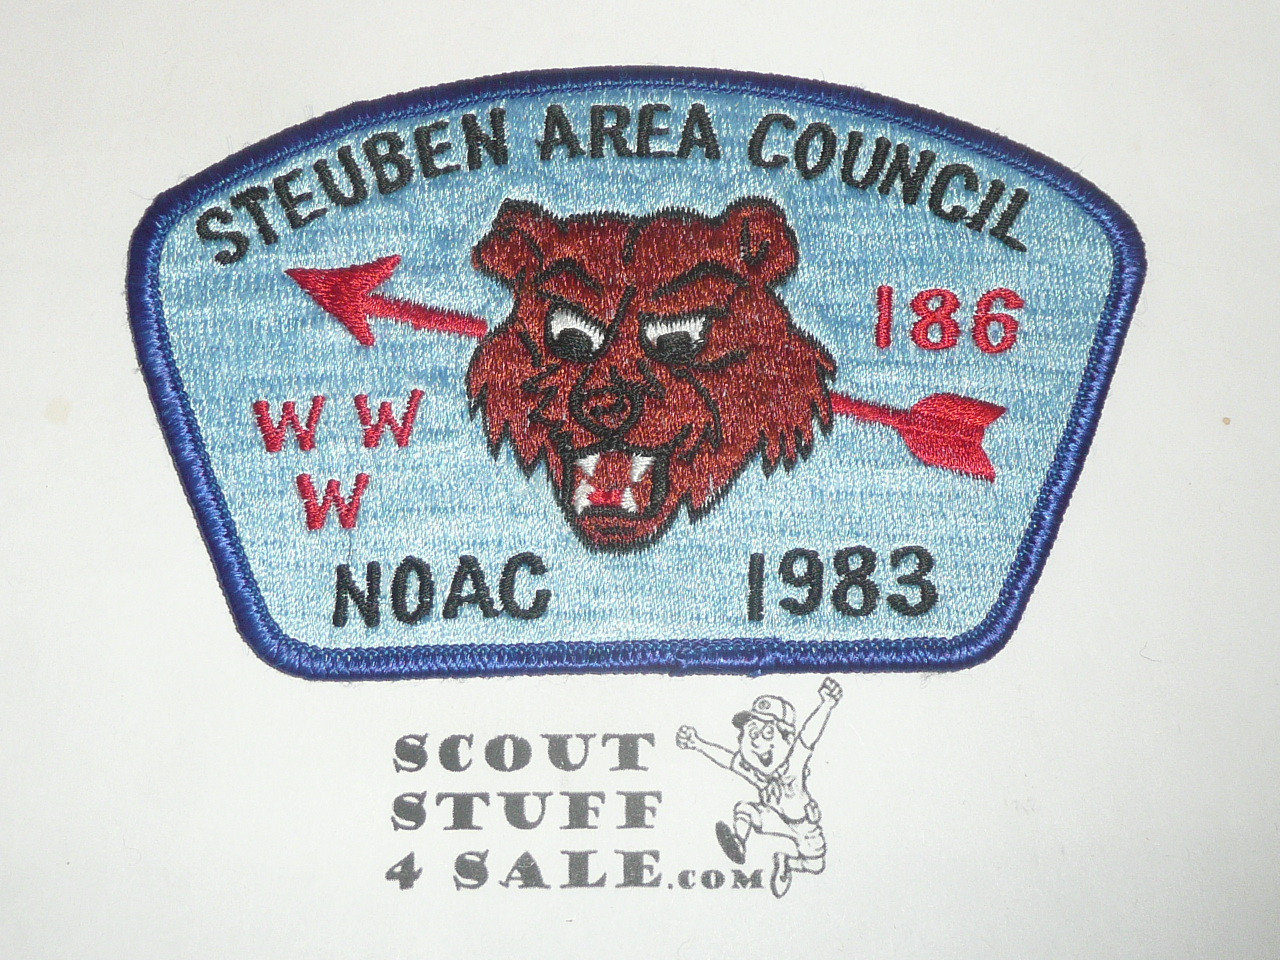 STEUBEN AREA COUNCIL
186
W W
W
NOAC 1983
SCOUT
STUFF
4 SALE.COM